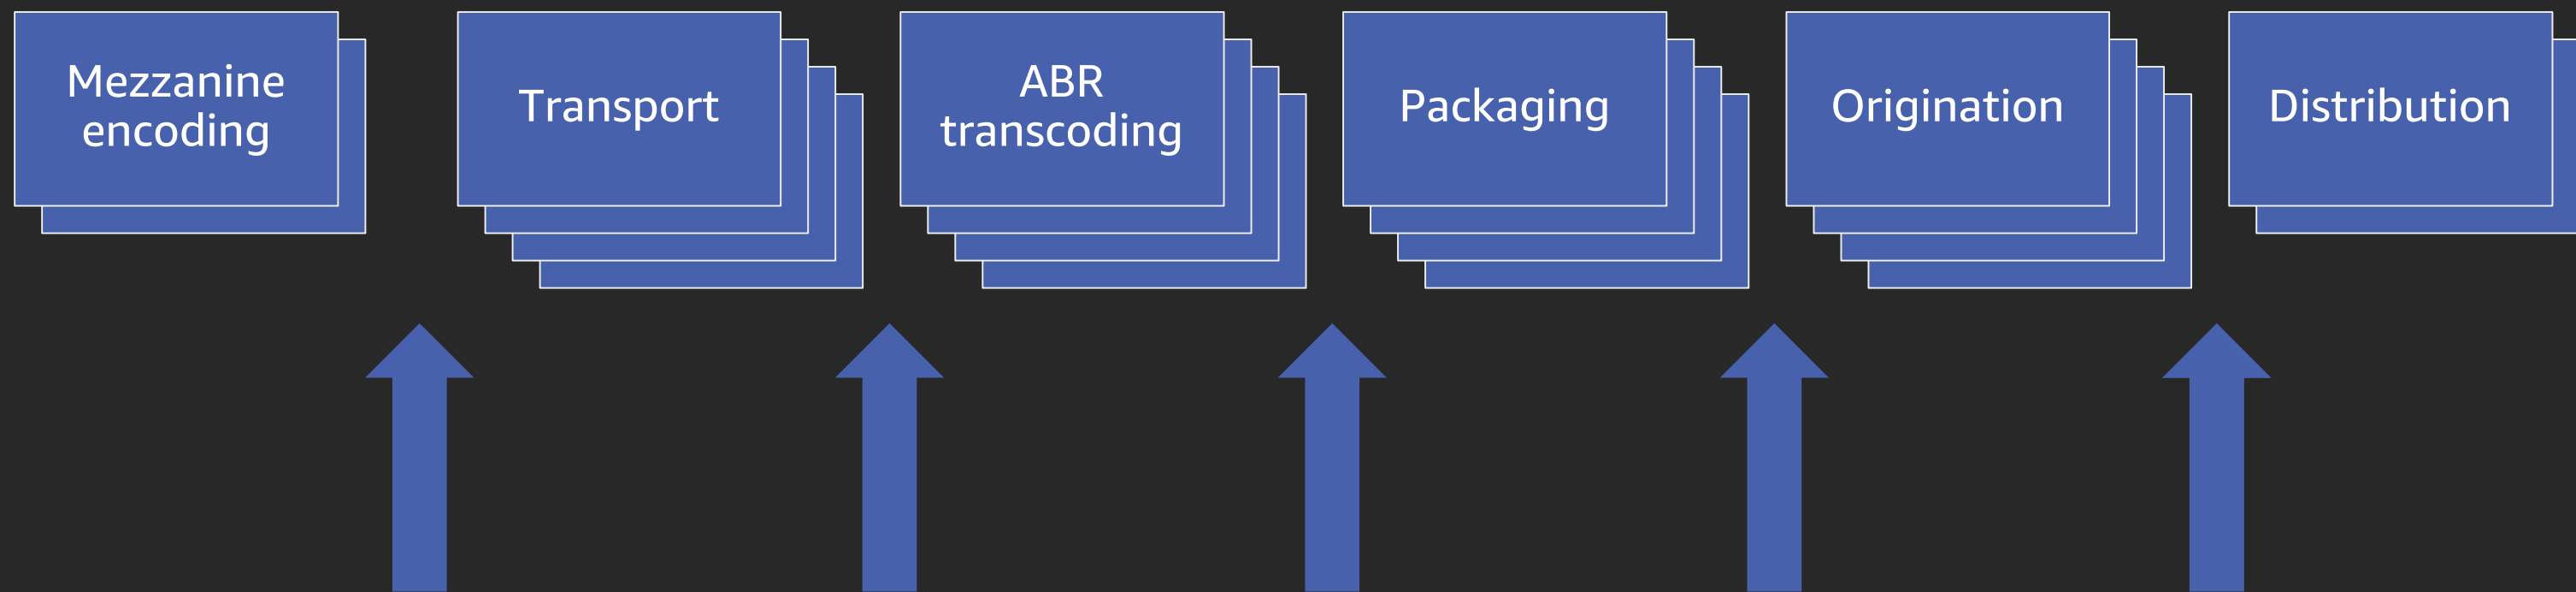 Mezzanine
encoding
Transport
ABR
transcoding
Packaging
Origination
Distribution